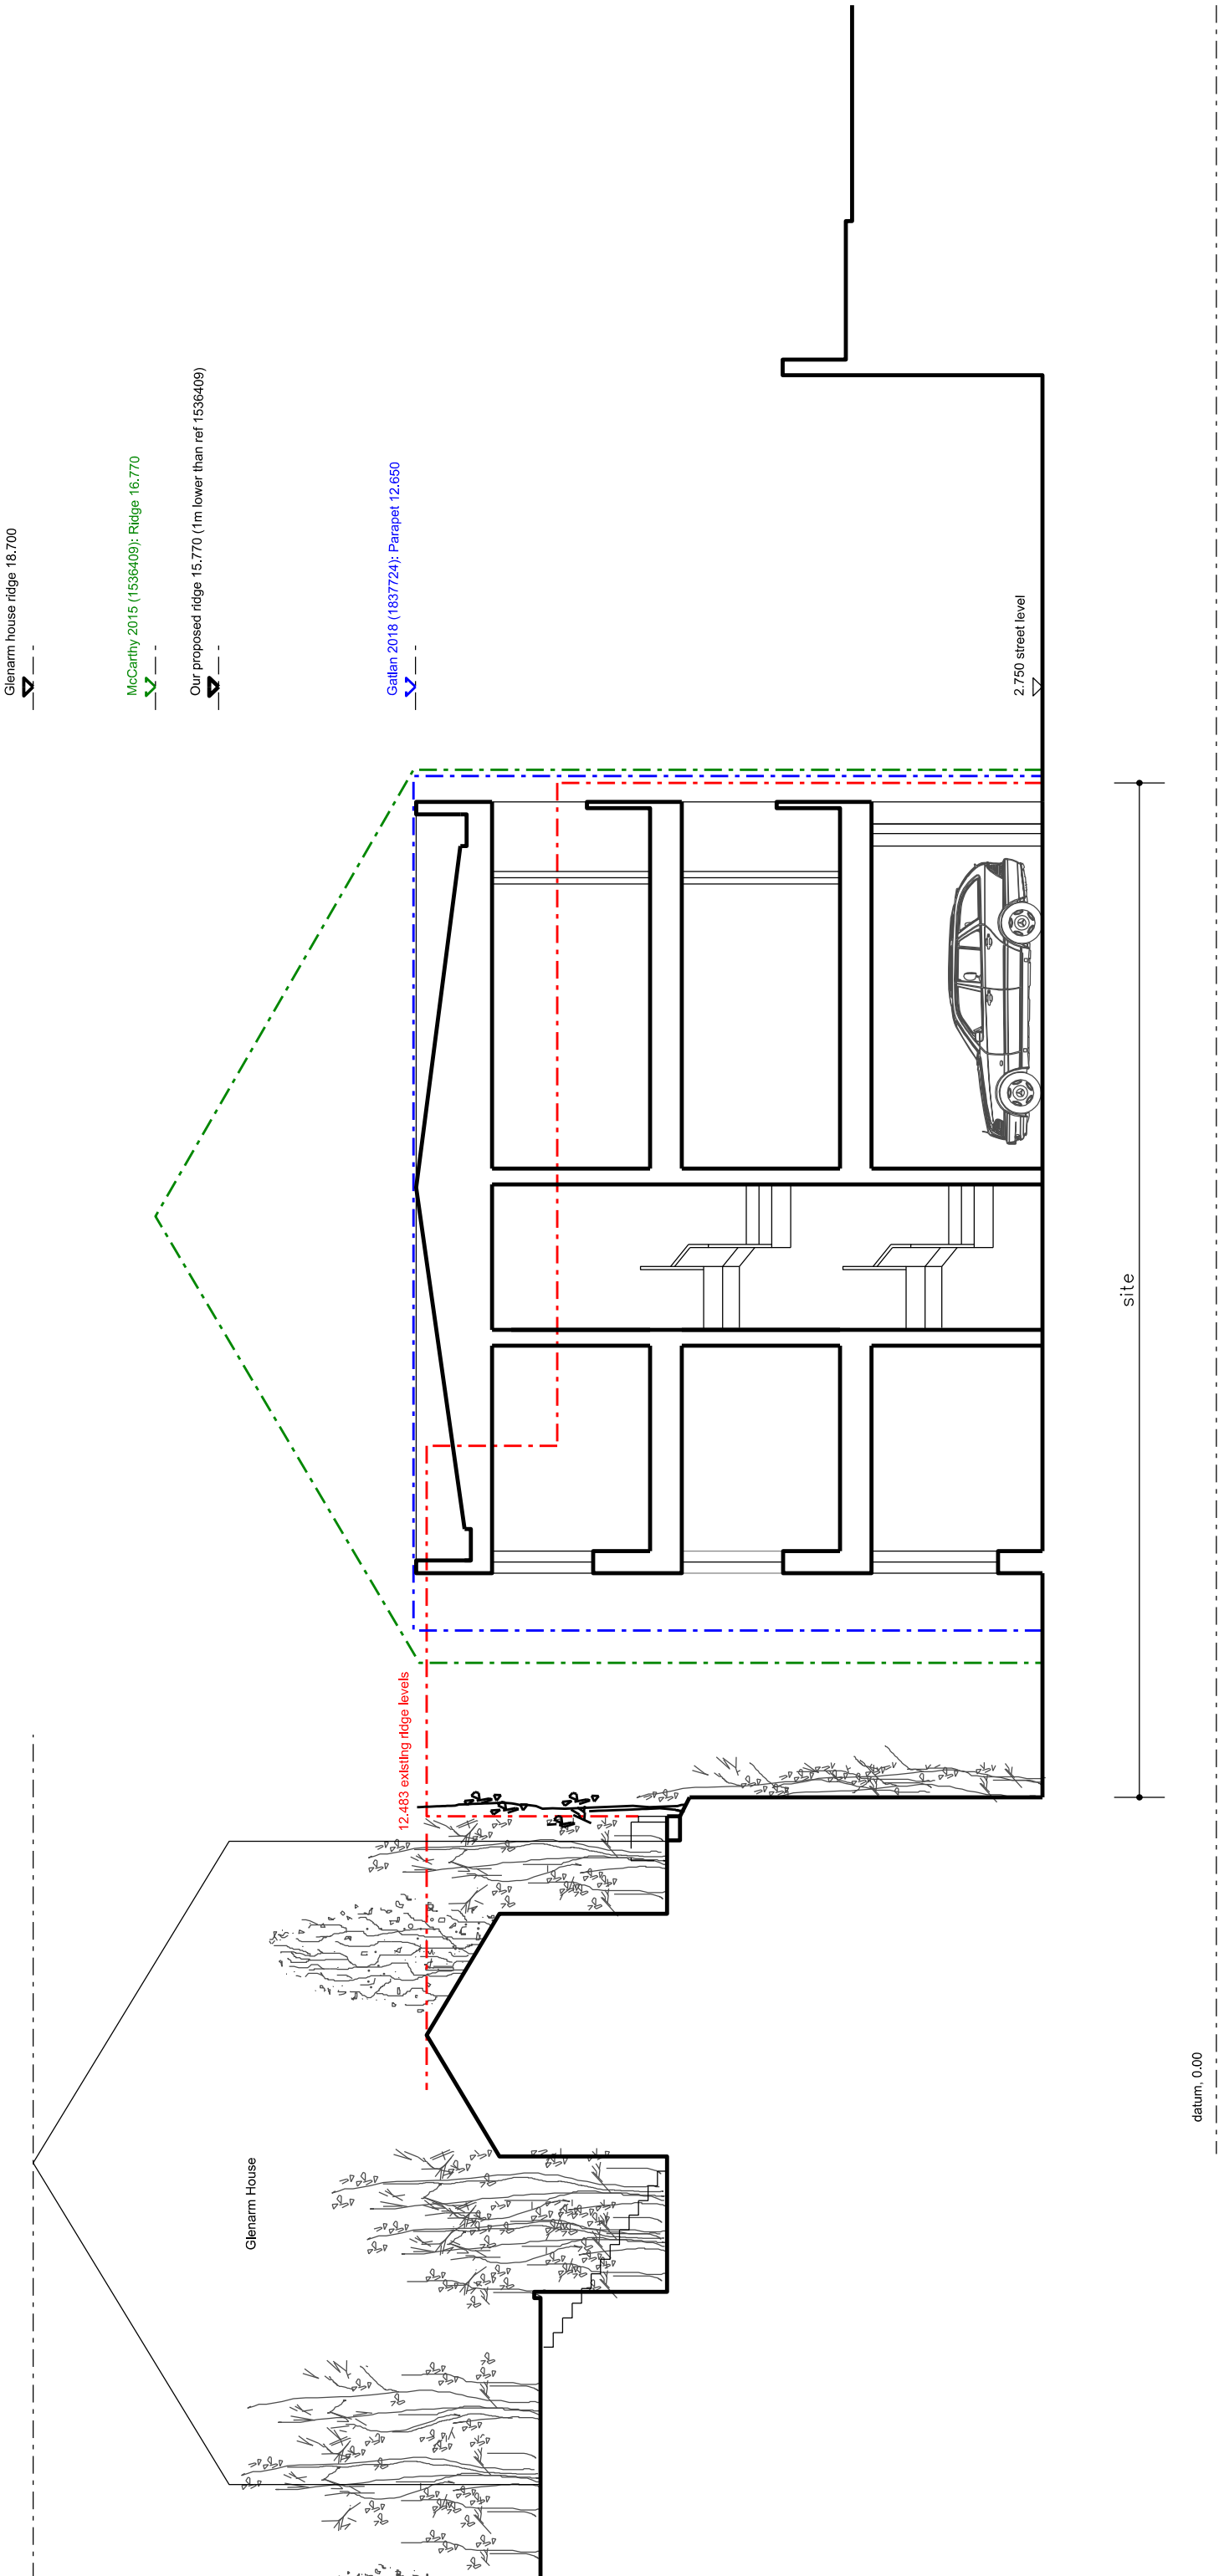 Glenarm house ridge 18.700
McCarthy 2015 (1536409): Ridge 16.770
Our proposed ridge 15.770 (1m lower than ref 1536409)
Gatlan 2018 (1837724): Parapet 12.650
2.750 street level
12.483 existing ridge levels
Glenarm House
site
datum, 0.00